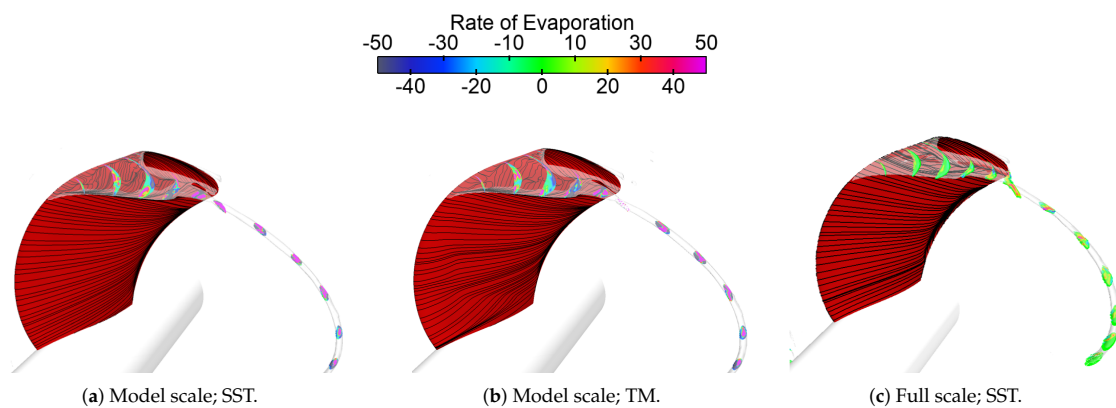 Rate of Evaporation
-50 -30 -10 10 30 50
-40 -20 0 20 40
(a) Model scale; SST.
(b) Model scale; TM.
(c) Full scale; SST.